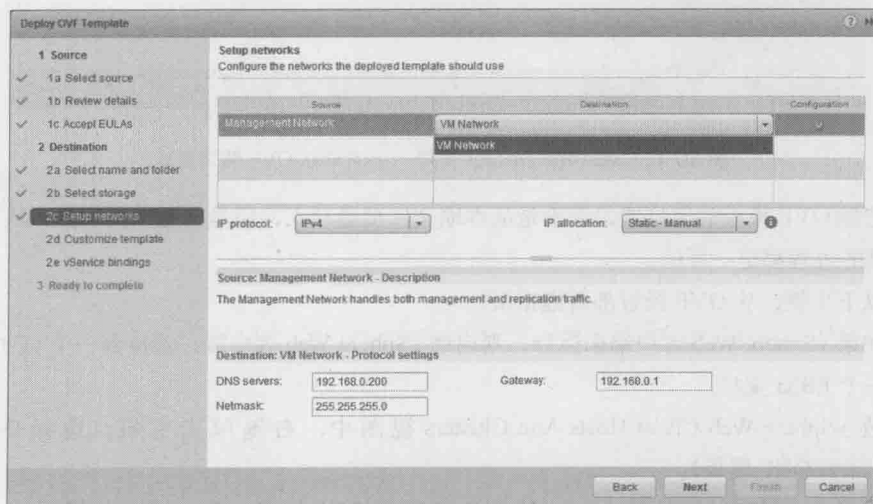 Deploy OVF Template
1 Source
1a Select source
1b Review details
1c Accept EULAs
2 Destination
2a Select name and folder
2b Select storage
2c Setup networks
2d Customize template
2e vService bindings
3 Ready to complete
Setup networks
Configure the networks the deployed template should use
Source Destination Configuration
Management Network VM Network
VM Network
IP protocol: IPv4 IP allocation: Static - Manual
Source: Management Network - Description
The Management Network handles both management and replication traffic.
Destination: VM Network - Protocol settings
DNS servers: 192.168.0.200 Gateway: 192.168.0.1
Netmask: 255.255.255.0
Back Next Finish Cancel